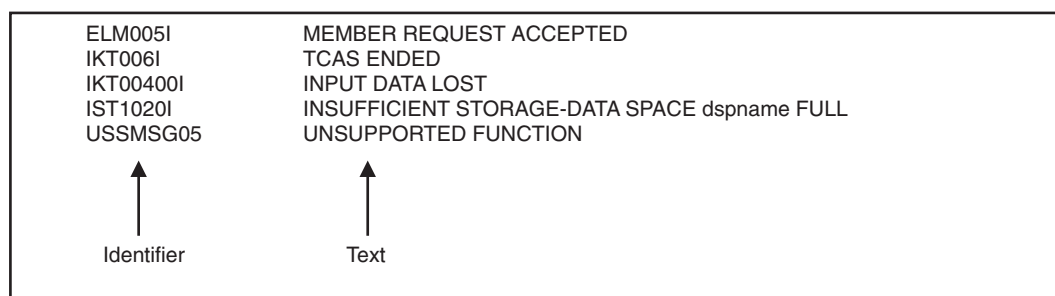 ELM005I MEMBER REQUEST ACCEPTED
IKT006I TCAS ENDED
IKT00400I INPUT DATA LOST
IST1020I INSUFFICIENT STORAGE-DATA SPACE dspname FULL
USSMSG05 UNSUPPORTED FUNCTION
Identifier Text